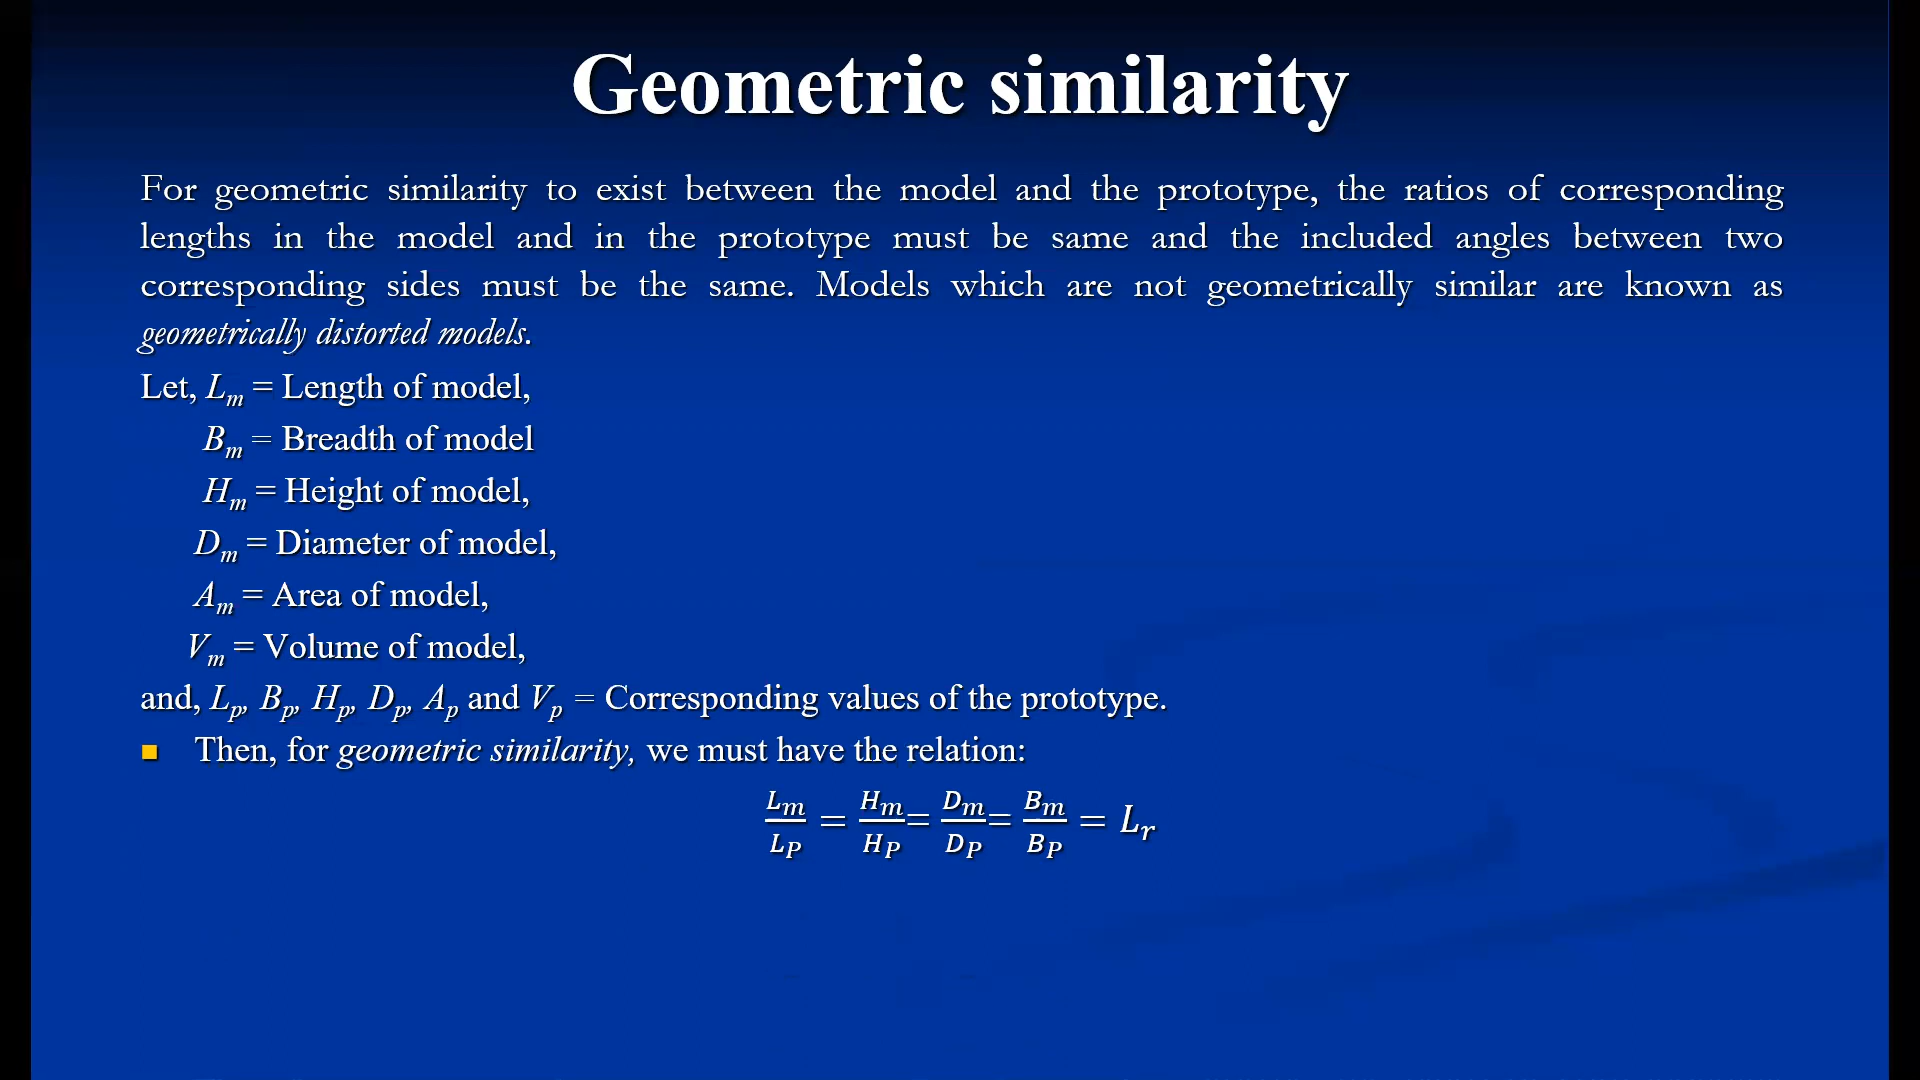 Geometric similarity
For geometric similarity to exist between the model and the prototype, the ratios of corresponding
lengths in the model and in the prototype must be same and the included angles between two
corresponding sides must be the same. Models which are not geometrically similar are known as
geometrically distorted models.
Let, Lm = Length of model,
Bm = Breadth of model
Hm = Height of model,
Dm = Diameter of model,
Am = Area of model,
Vm = Volume of model,
and, Lp, Bp, Hp, Dp, Ap and Vp = Corresponding values of the prototype.
■ Then, for geometric similarity, we must have the relation:
Lm/LP = Hm/HP = Dm/DP = Bm/BP = Lr